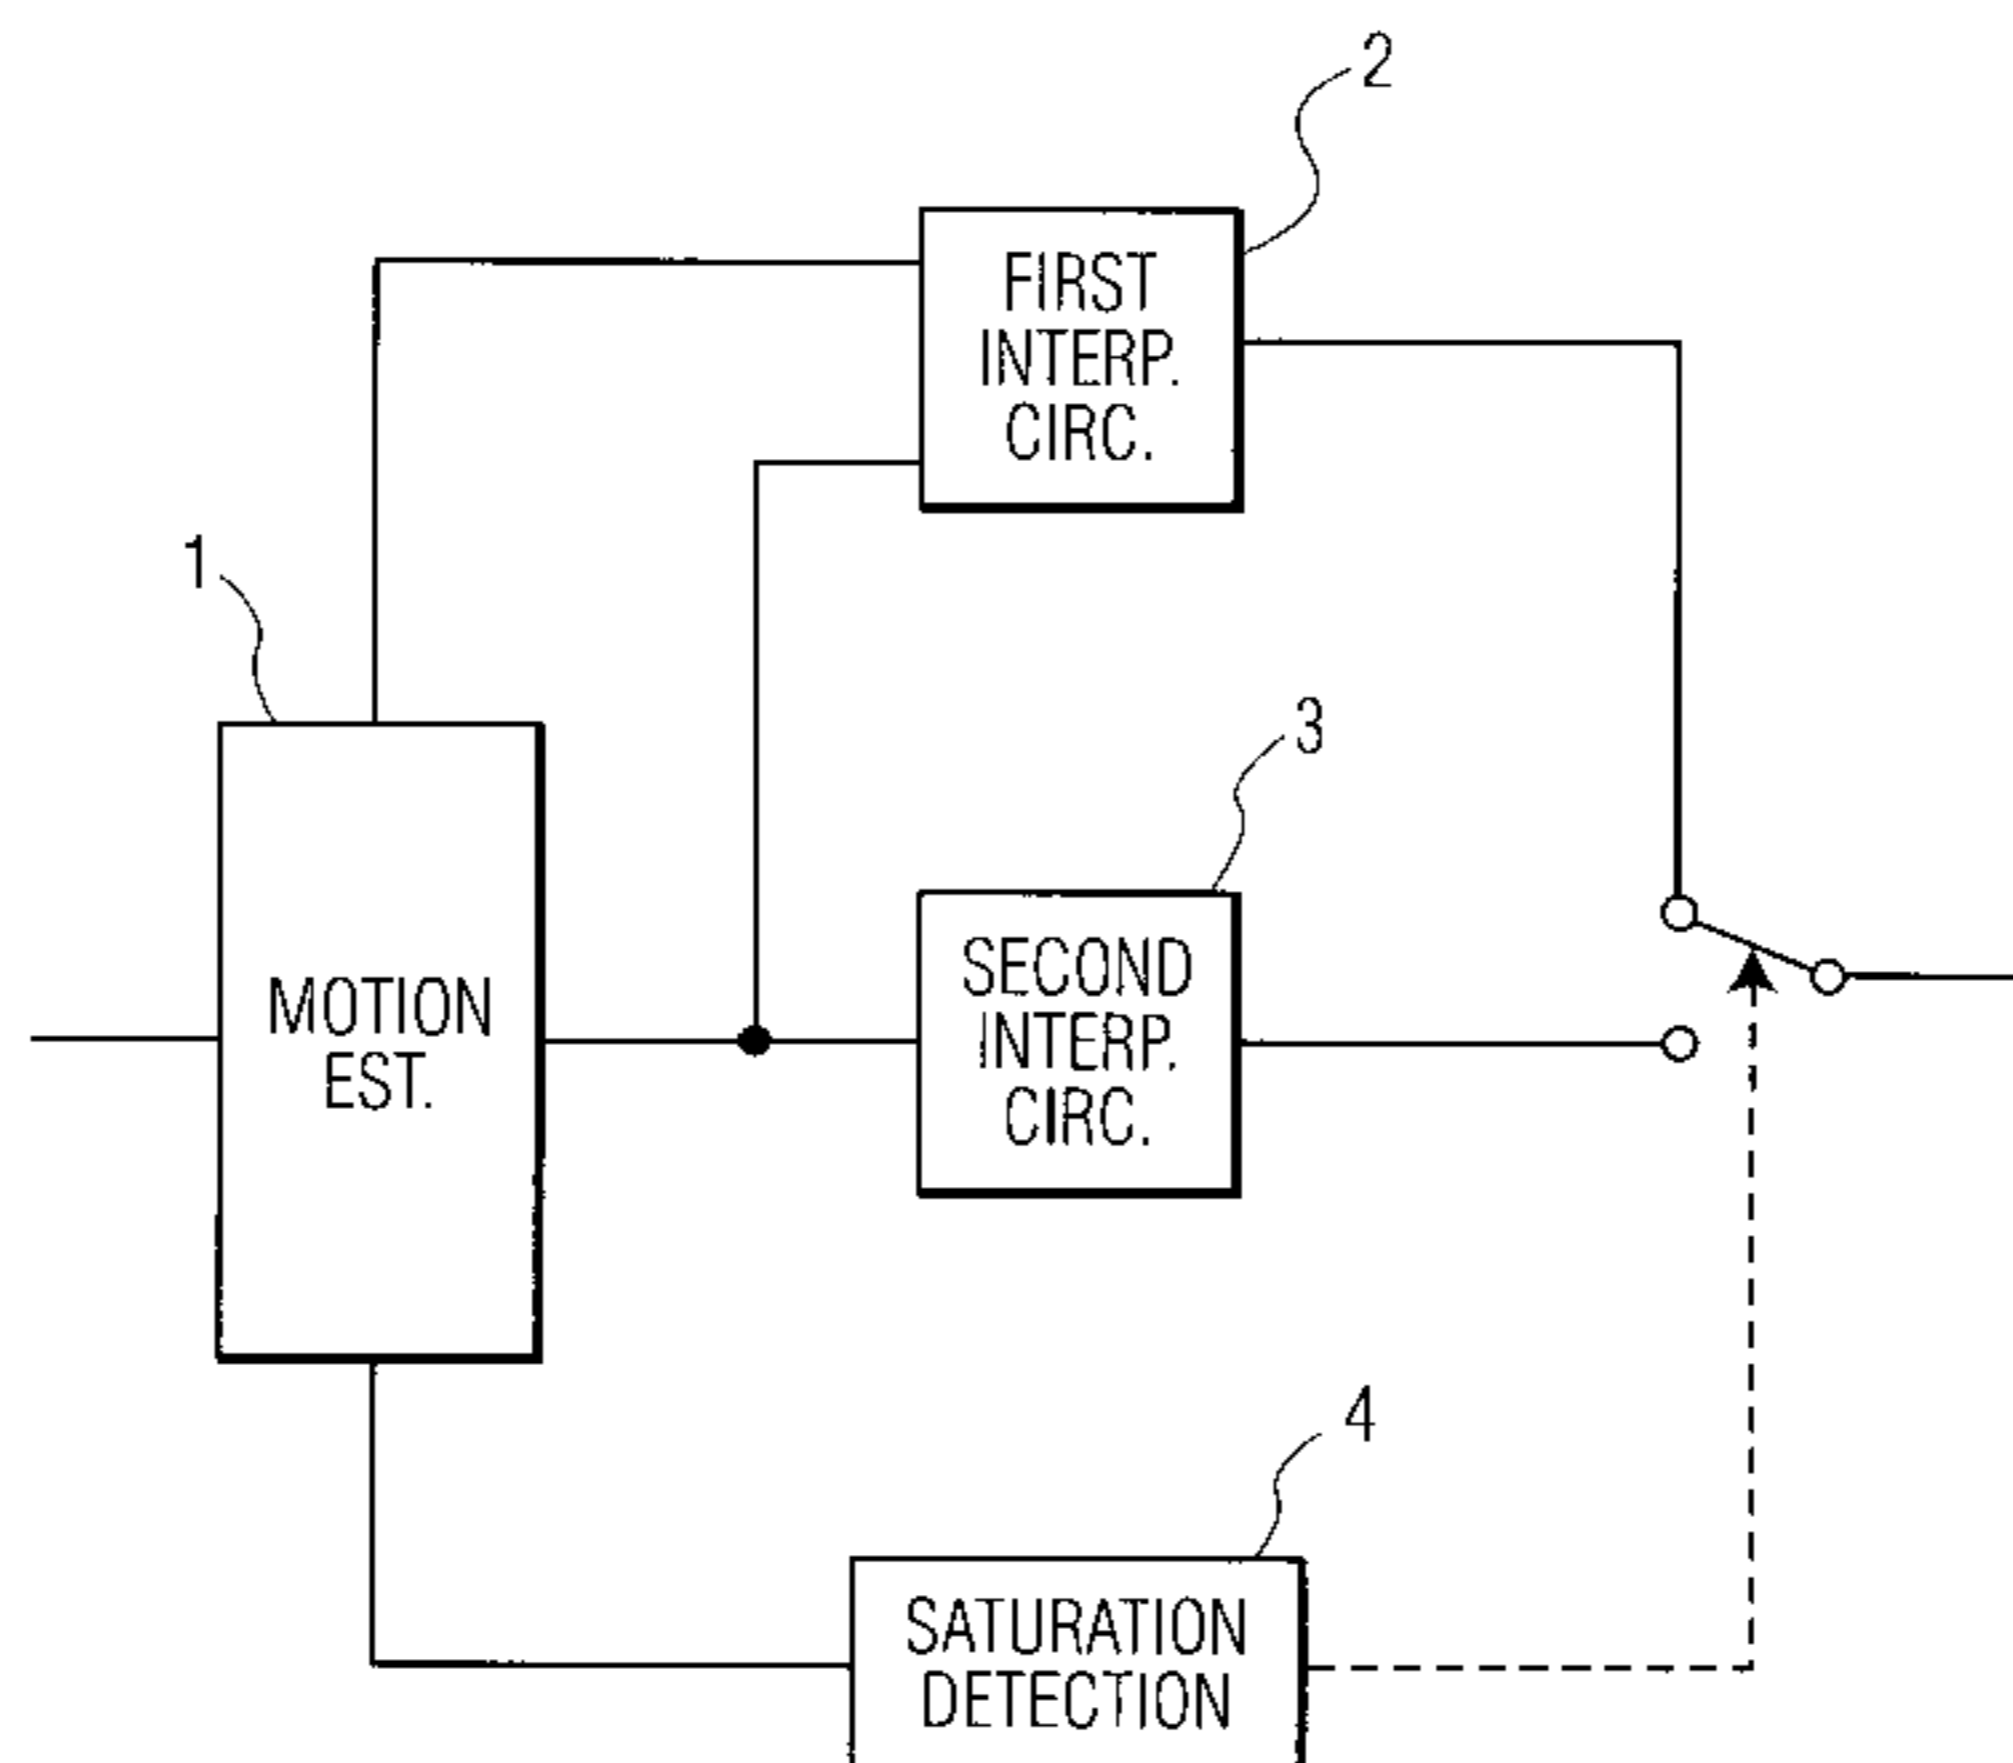 2
FIRST
INTERP.
CIRC.
1
3
MOTION
EST.
SECOND
INTERP.
CIRC.
4
SATURATION
DETECTION